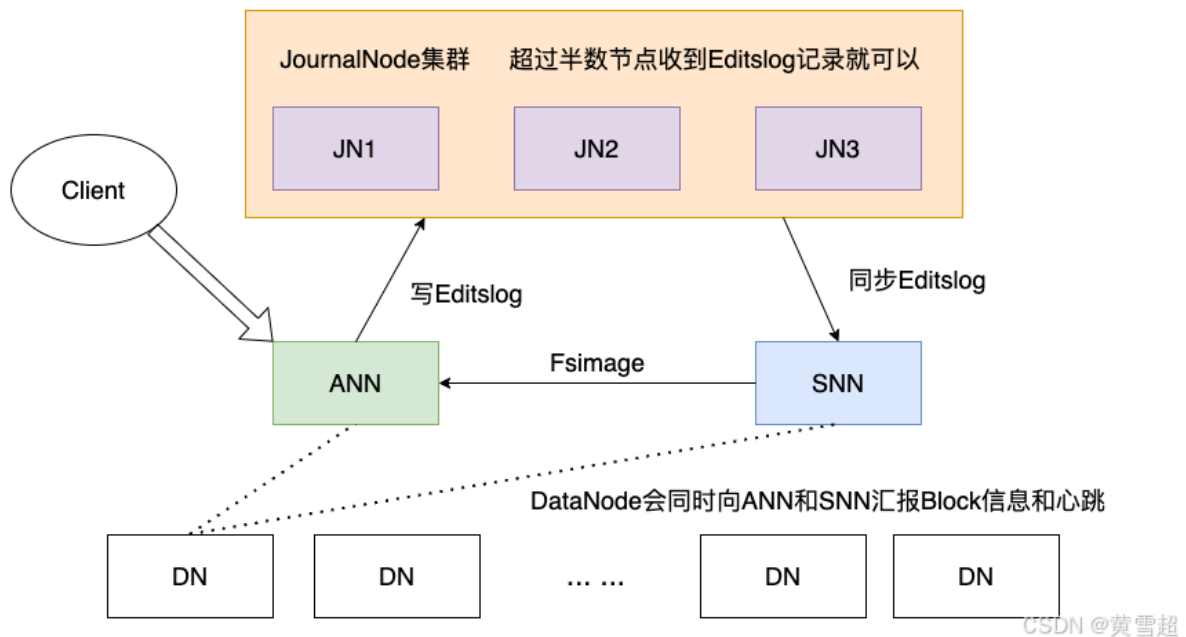 JournalNode集群 超过半数节点收到Editslog记录就可以
JN1 JN2 JN3
Client
写Editslog
同步Editslog
ANN
Fsimage
SNN
DataNode会同时向ANN和SNN汇报Block信息和心跳
DN DN ... ... DN DN
CSDN @黄雪超